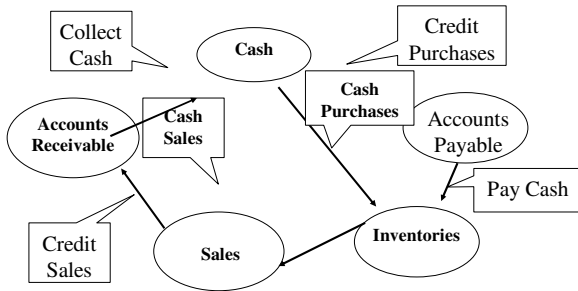 Collect
Cash
Cash
Credit
Purchases
Cash
Purchases
Accounts
Receivable
Cash
Sales
Accounts
Payable
Pay Cash
Credit
Sales
Sales
Inventories